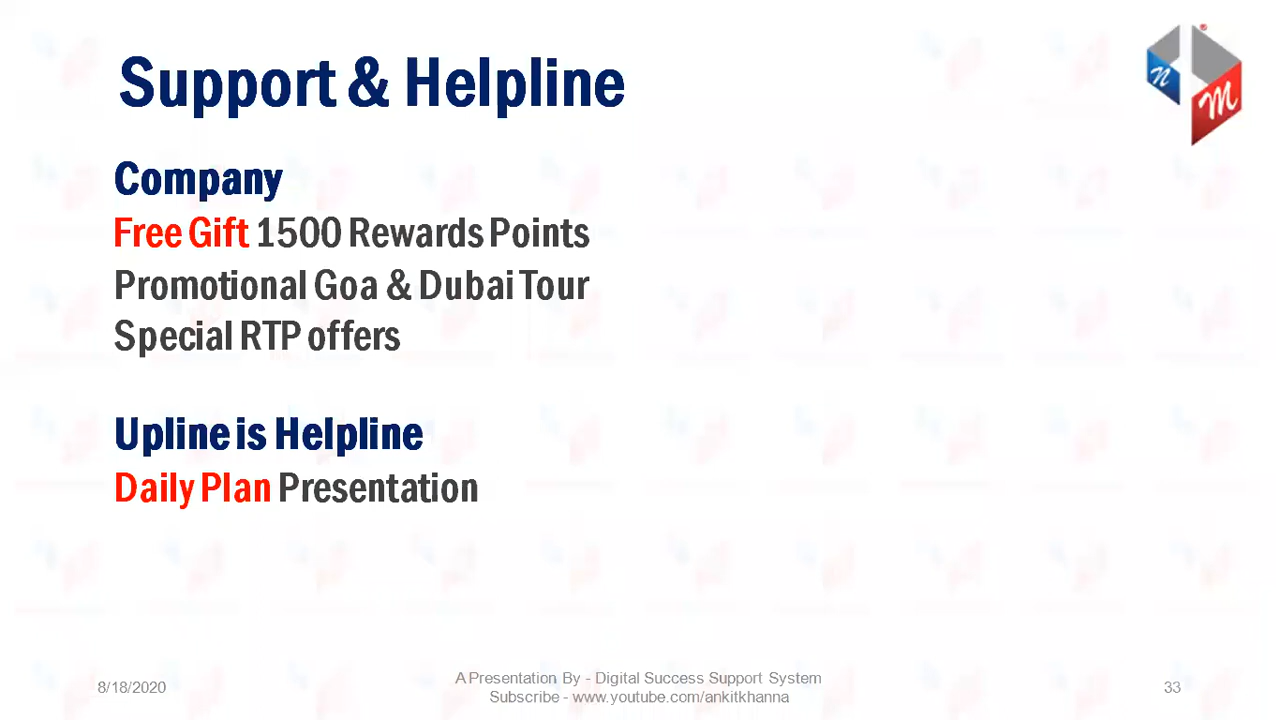 Support & Helpline
n
M
Company
Free Gift 1500 Rewards Points
Promotional Goa & Dubai Tour
Special RTP offers
Upline is Helpline
Daily Plan Presentation
8/18/2020
A Presentation By - Digital Success Support System
Subscribe - www.youtube.com/ankitkhanna
33